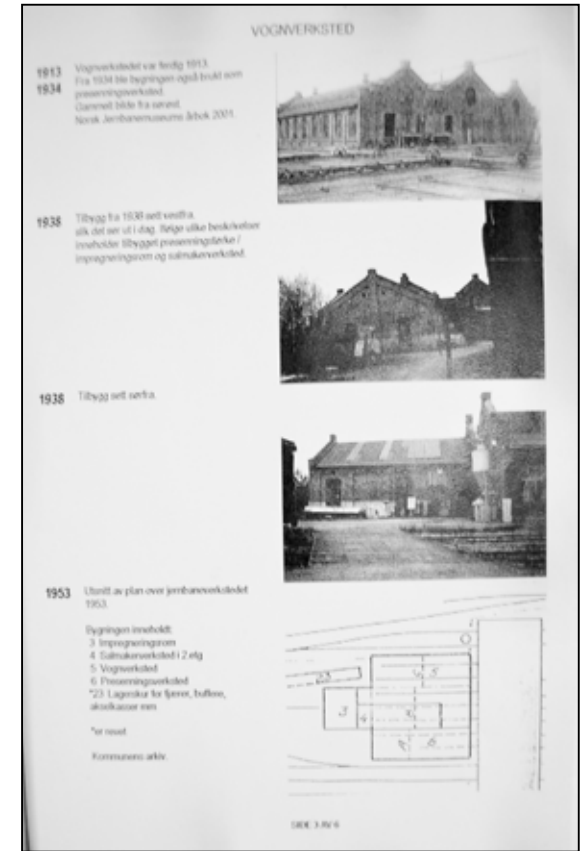 VOGNVERKSTED
1913 Vognverkstedet var ferdig 1913.
1934 Fra 1934 ble bygningen også brukt som
presenningsverksted.
Gammelt bilde fra sørøst.
Norsk Jernbanemuseums årbok 2001.
1938 Tilbygg fra 1938 sett vestfra,
slik det ser ut i dag. Ifølge ulike beskrivelser
inneholder tilbygget presenningstørke /
impregneringsrom og salmakerverksted.
1938 Tilbygg sett sørfra.
1953 Utsnitt av plan over jernbaneverkstedet
1953.
Bygningen inneholdt:
3 Impregneringsrom
4 Salmakerverksted i 2.etg
5 Vognverksted
6 Presenningsverksted
*23 Lagerskur for fjærer, buffere,
akselkasser mm
*er revet
Kommunens arkiv.
23
5
3
4
6
SIDE 3 AV 6